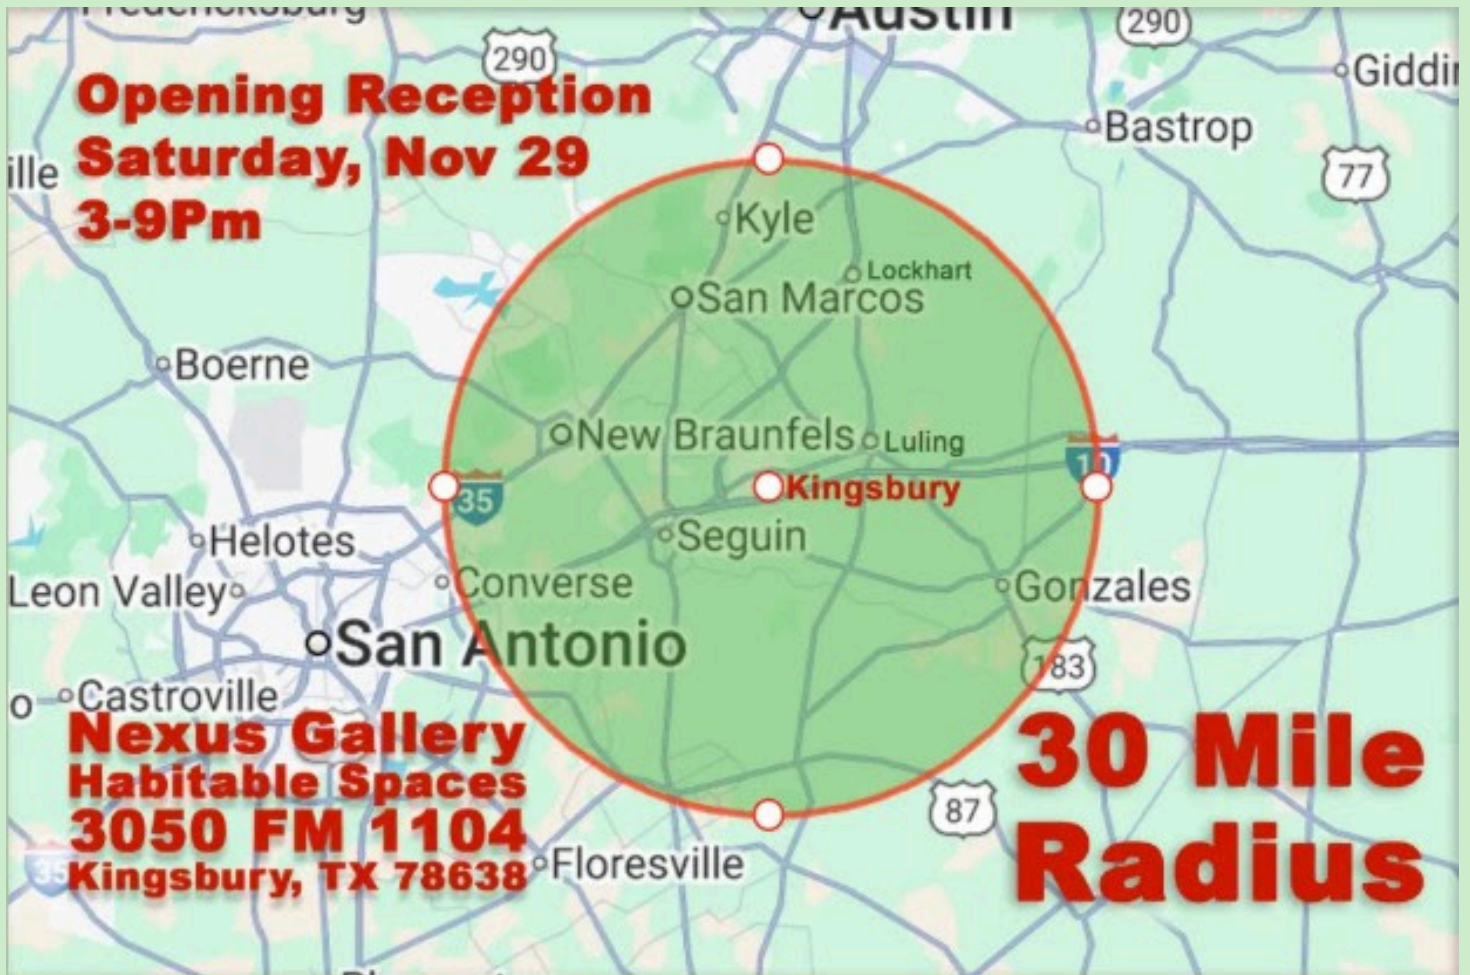 Austin
290
290
Opening Reception
Saturday, Nov 29
3-9Pm
Bastrop
77
Kyle
Lockhart
San Marcos
Boerne
New Braunfels
Luling
10
35
Kingsbury
Seguin
Helotes
Converse
Gonzales
Leon Valley
San Antonio
183
Castroville
Nexus Gallery
Habitable Spaces
3050 FM 1104
Kingsbury, TX 78638
30 Mile
Radius
87
35
Floresville